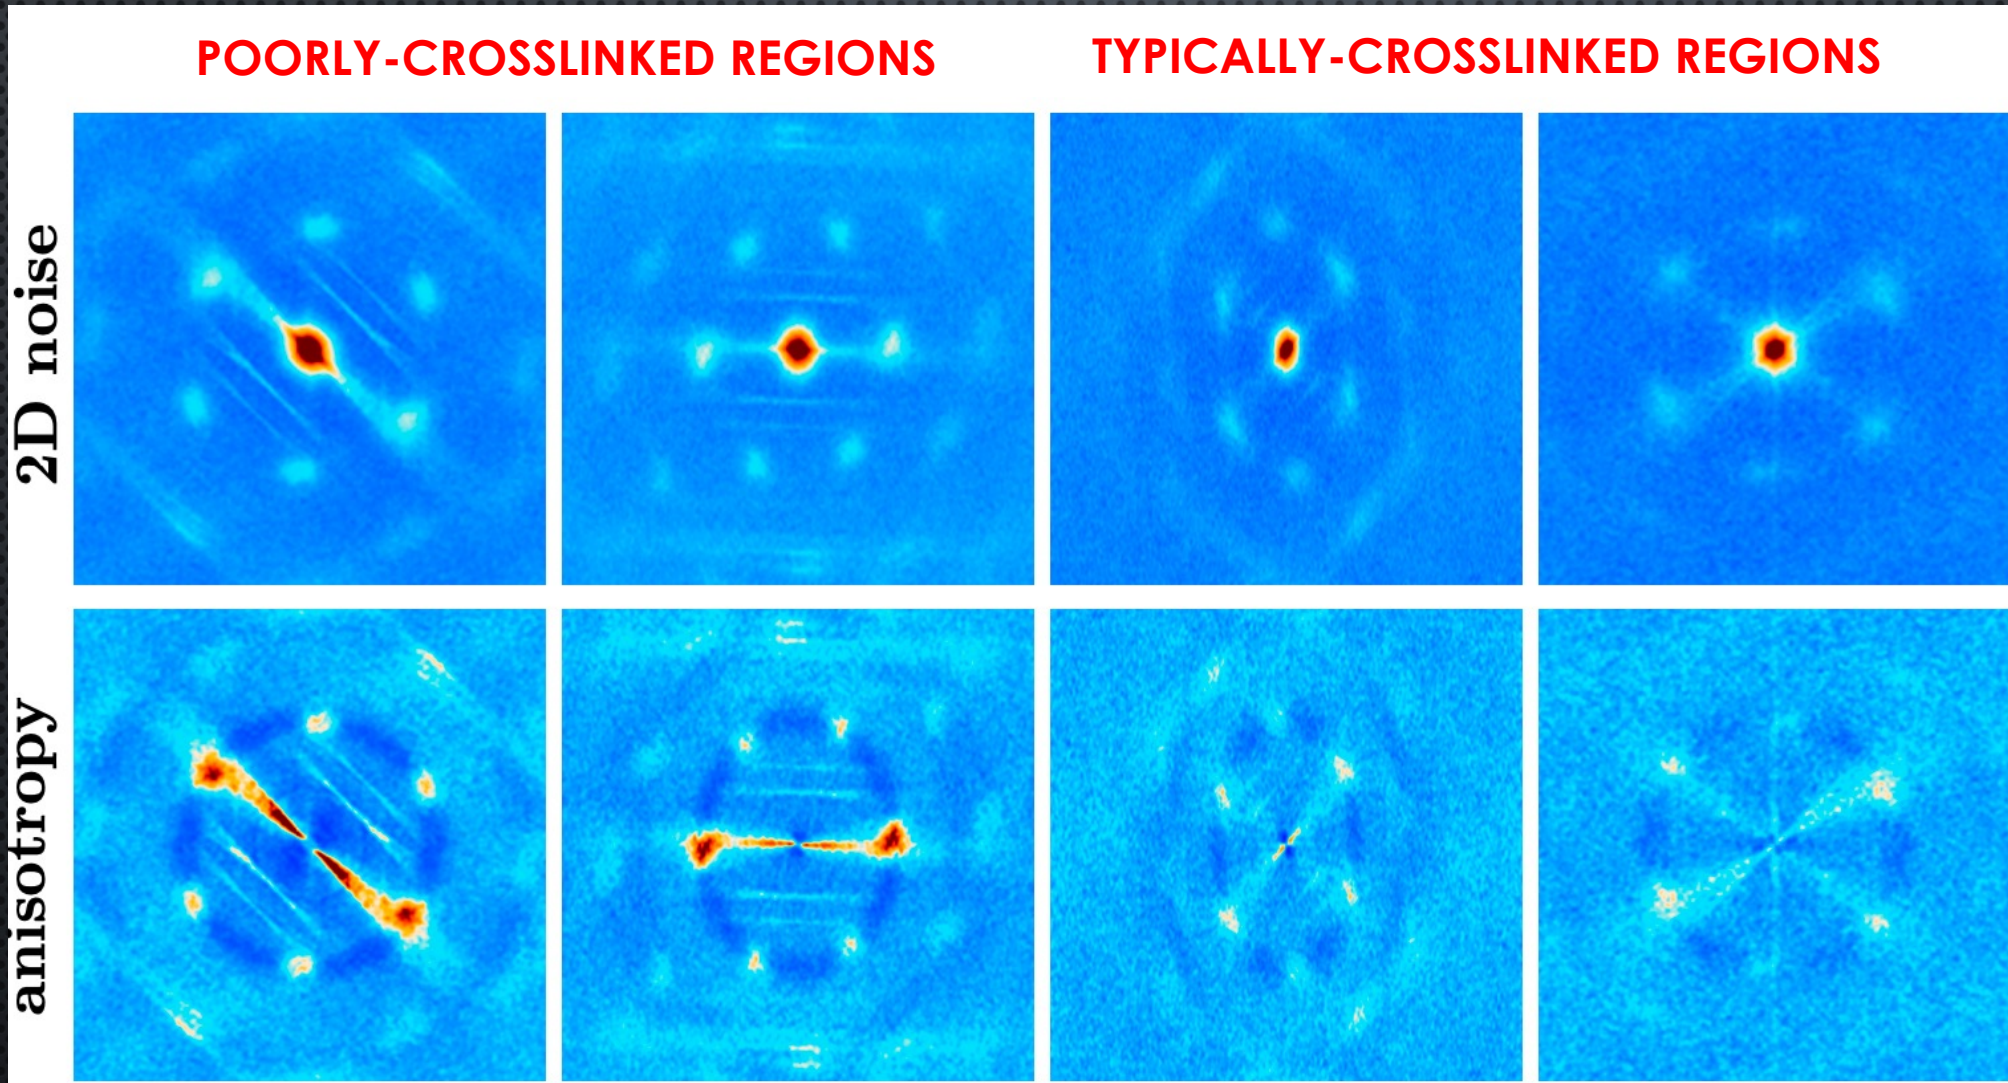 POORLY-CROSSLINKED REGIONS
TYPICALLY-CROSSLINKED REGIONS
2D noise
anisotropy